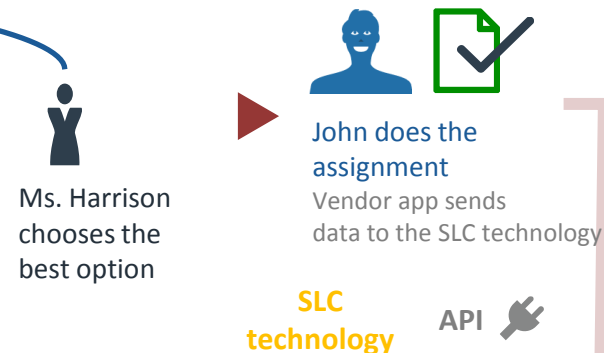 Ms. Harrison
chooses the
best option
John does the
assignment
Vendor app sends
data to the SLC technology
SLC
technology
API